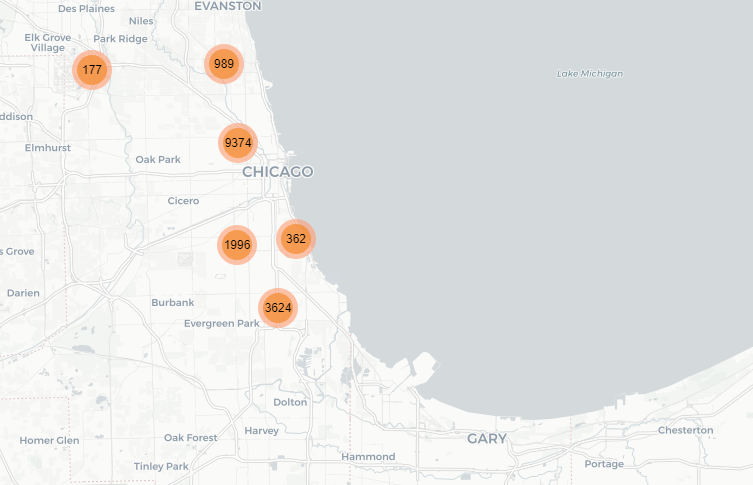 EVANSTON
Des Plaines
Niles
Elk Grove
Village
Park Ridge
177
989
Lake Michigan
ddison
9374
Elmhurst
Oak Park
CHICAGO
Cicero
362
1996
s Grove
Darien
Burbank
3624
Evergreen Park
Dolton
Harvey
Homer Glen
Oak Forest
GARY
Chesterton
Hammond
Tinley Park
Portage